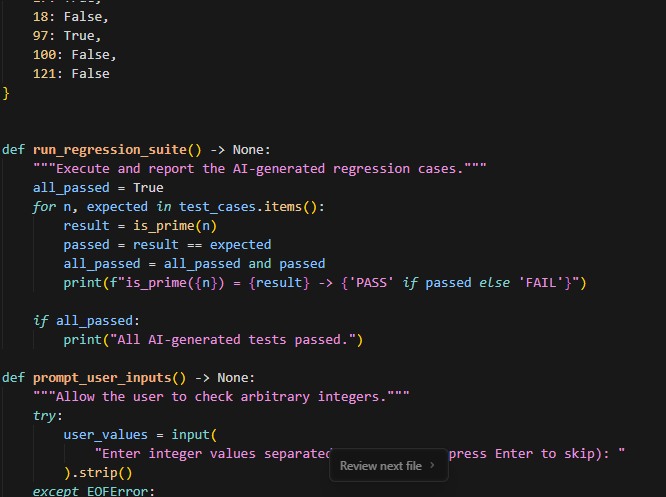 18: False,
97: True,
100: False,
121: False
}
def run_regression_suite() -> None:
"""Execute and report the AI-generated regression cases."""
all_passed = True
for n, expected in test_cases.items():
result = is_prime(n)
passed = result == expected
all_passed = all_passed and passed
print(f"is_prime({n}) = {result} -> {'PASS' if passed else 'FAIL'}")
if all_passed:
print("All AI-generated tests passed.")
def prompt_user_inputs() -> None:
"""Allow the user to check arbitrary integers."""
try:
user_values = input(
"Enter integer values separated press Enter to skip): "
Review next file >
).strip()
except EOFError: